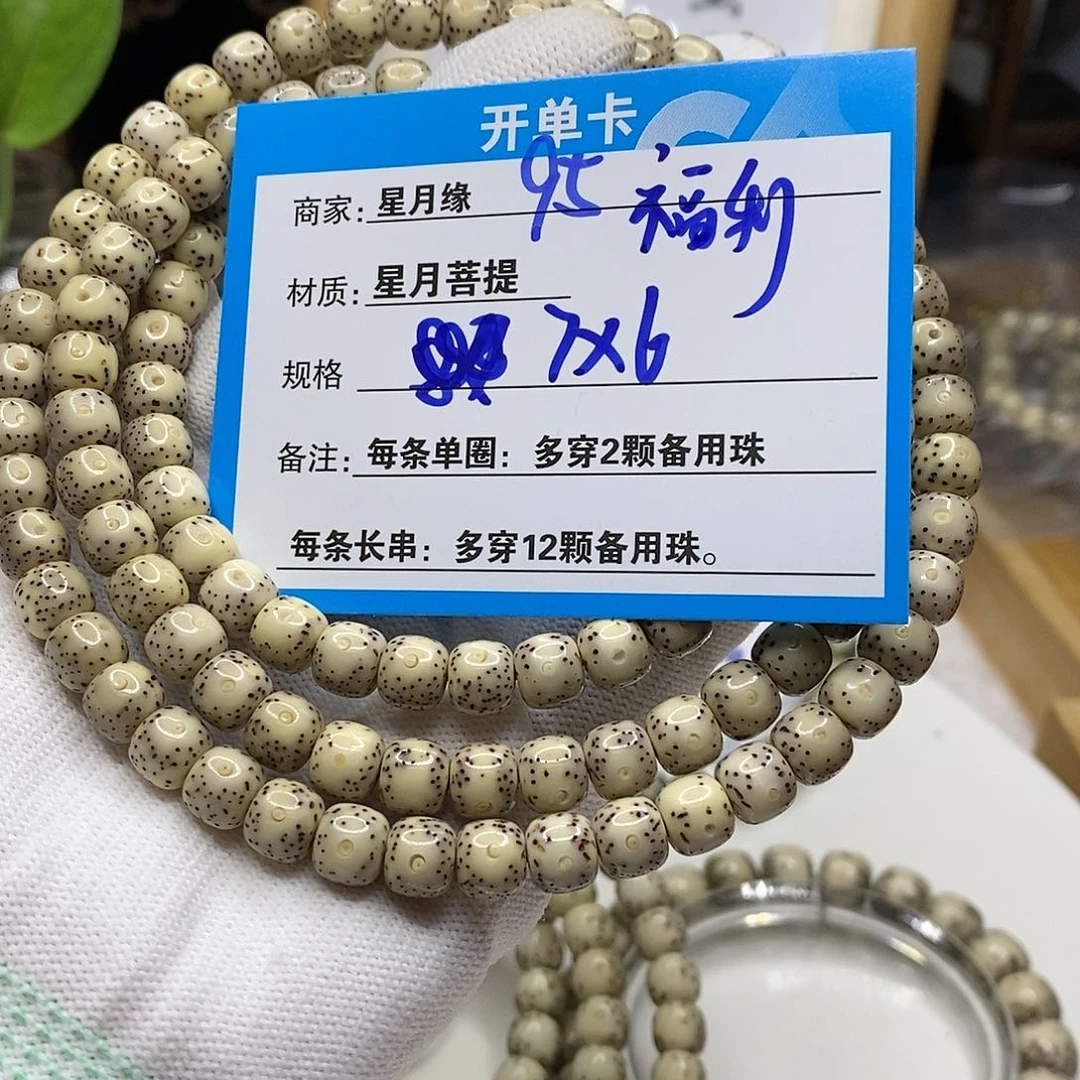 开单卡
商家：星月缘 95 福利
材质：星月菩提
规格 7X6
备注：每条单圈：多穿2颗备用珠
每条长串：多穿12颗备用珠。